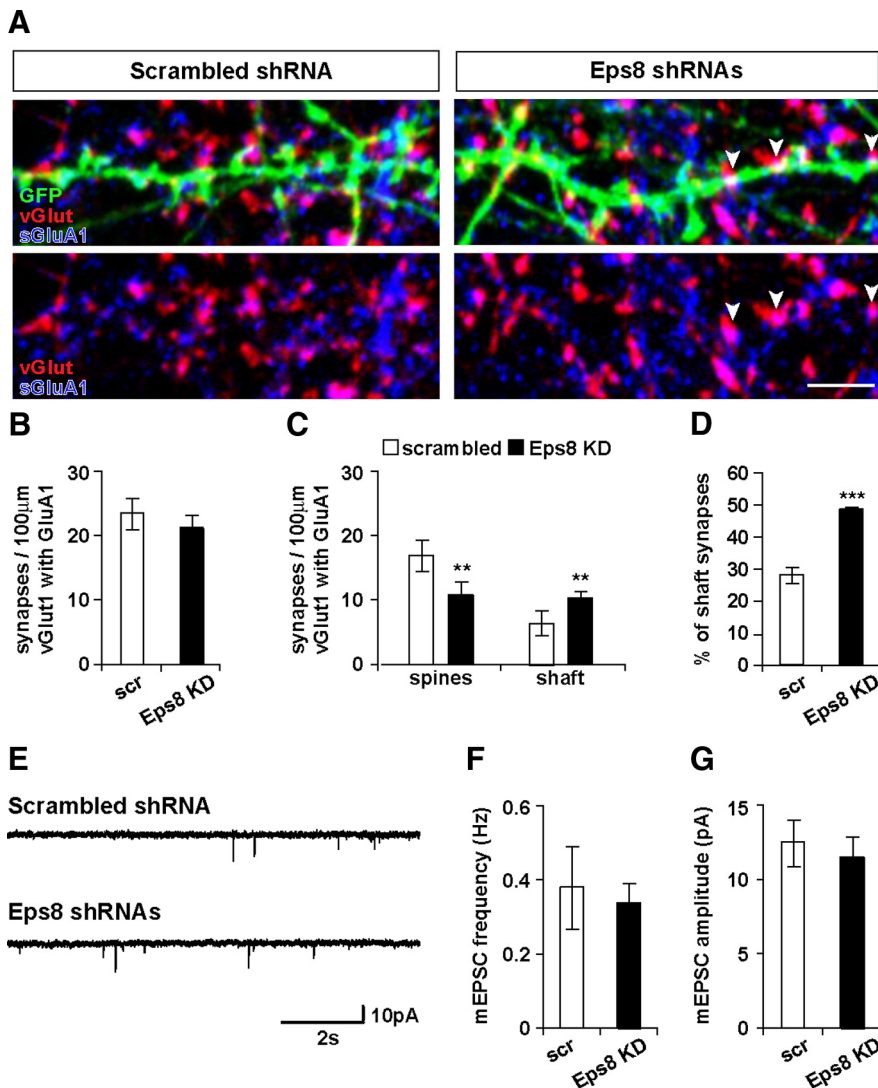 A
Scrambled shRNA
Eps8 shRNAs
GFP
vGlut
sGluA1
vGlut
sGluA1
B
synapses / 100μm
vGlut1 with GluA1
30
20
10
0
scr
Eps8 KD
C
scrambled Eps8 KD
synapses / 100μm
vGlut1 with GluA1
30
20
10
0
**
**
spines
shaft
D
% of shaft synapses
60
50
40
30
20
10
0
***
scr
Eps8 KD
E
Scrambled shRNA
Eps8 shRNAs
10pA
2s
F
mEPSC frequency (Hz)
0.6
0.4
0.2
0
scr
Eps8 KD
G
mEPSC amplitude (pA)
15
10
5
0
scr
Eps8 KD